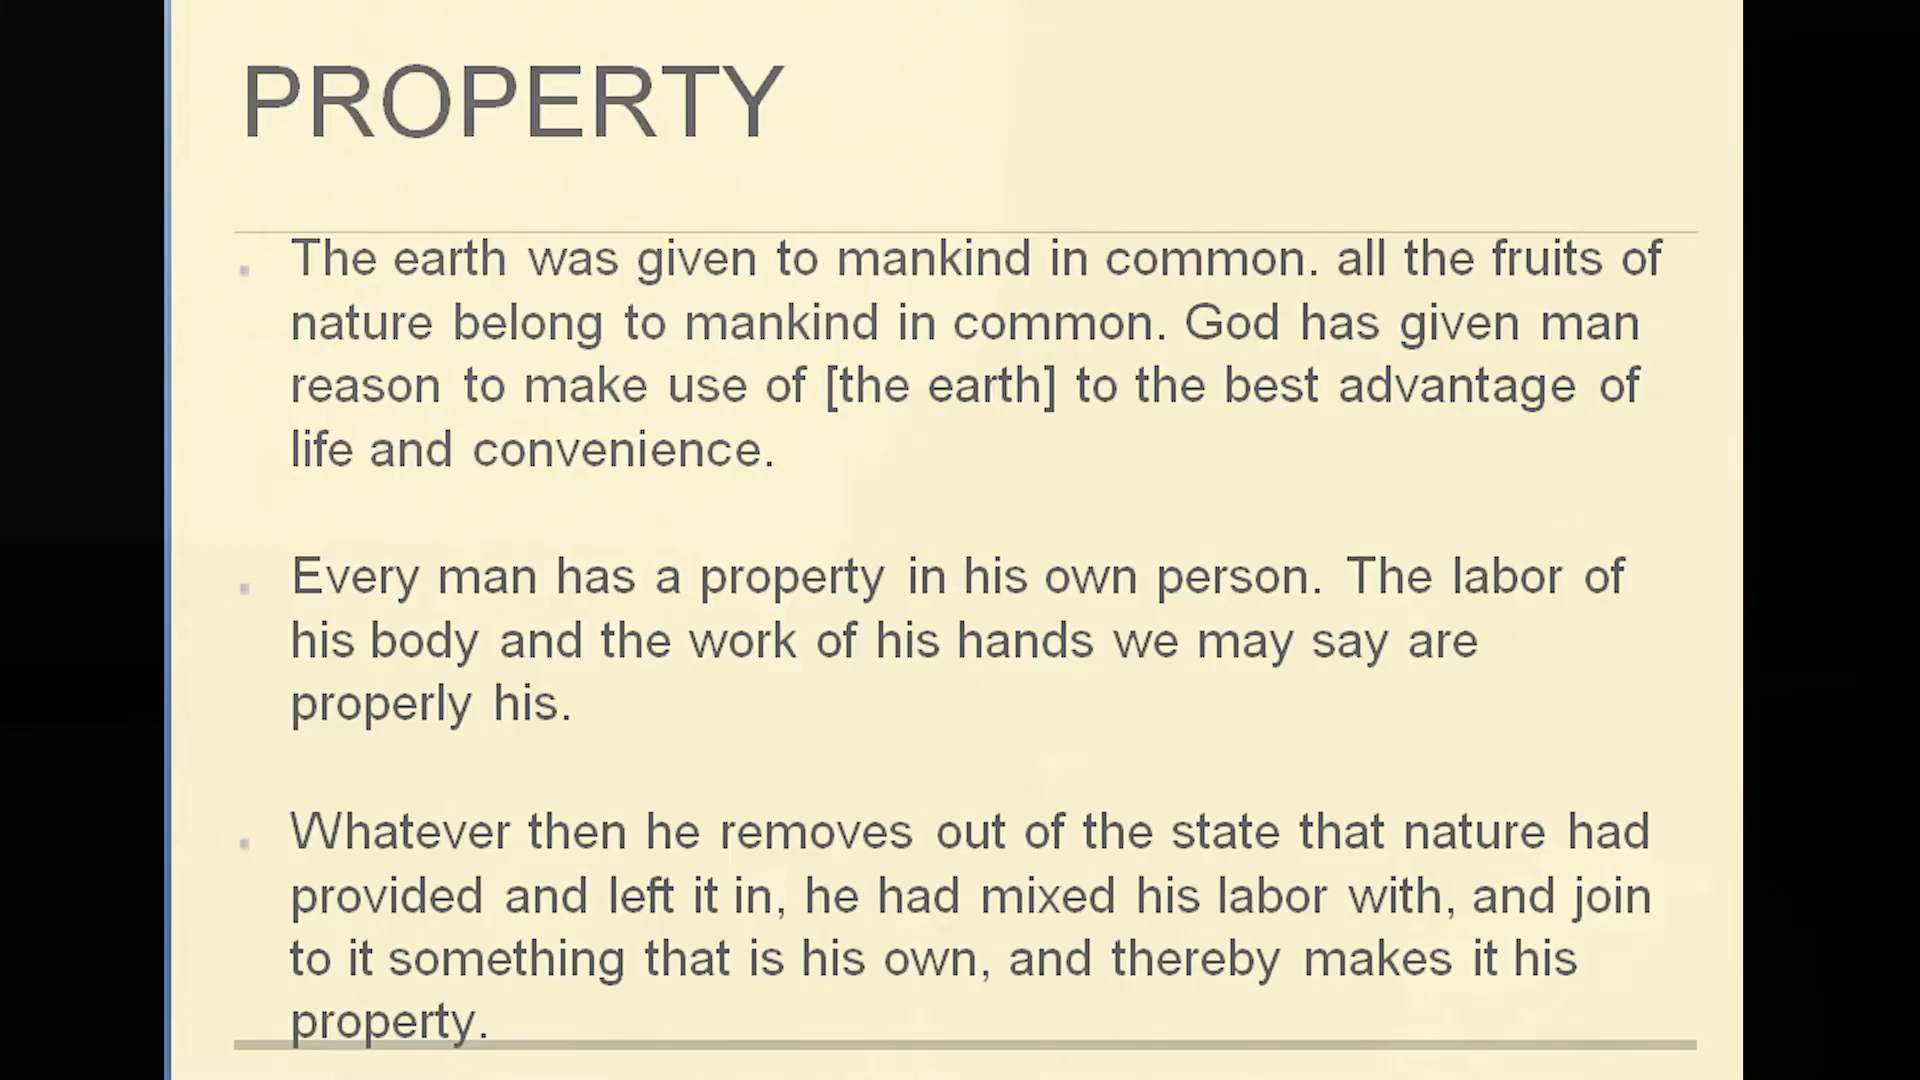 PROPERTY
The earth was given to mankind in common. all the fruits of
nature belong to mankind in common. God has given man
reason to make use of [the earth] to the best advantage of
life and convenience.
Every man has a property in his own person. The labor of
his body and the work of his hands we may say are
properly his.
Whatever then he removes out of the state that nature had
provided and left it in, he had mixed his labor with, and join
to it something that is his own, and thereby makes it his
property.